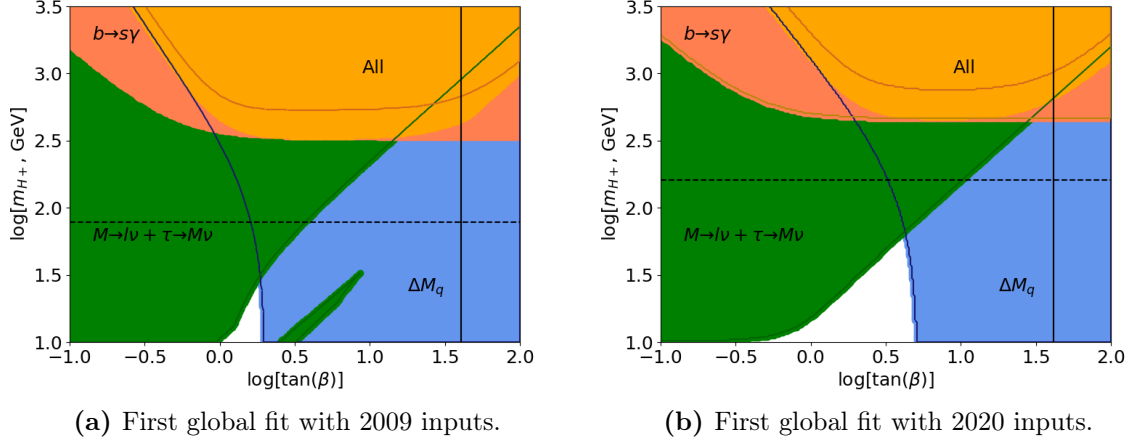 3.5
3.0
2.5
2.0
1.5
1.0
log[m_{H+}, GeV]
b→sγ
All
M→lν + τ→Mν
ΔM_q
−1.0 −0.5 0.0 0.5 1.0 1.5 2.0
log[tan(β)]
(a) First global fit with 2009 inputs.
3.5
3.0
2.5
2.0
1.5
1.0
log[m_{H+}, GeV]
b→sγ
All
M→lν + τ→Mν
ΔM_q
−1.0 −0.5 0.0 0.5 1.0 1.5 2.0
log[tan(β)]
(b) First global fit with 2020 inputs.